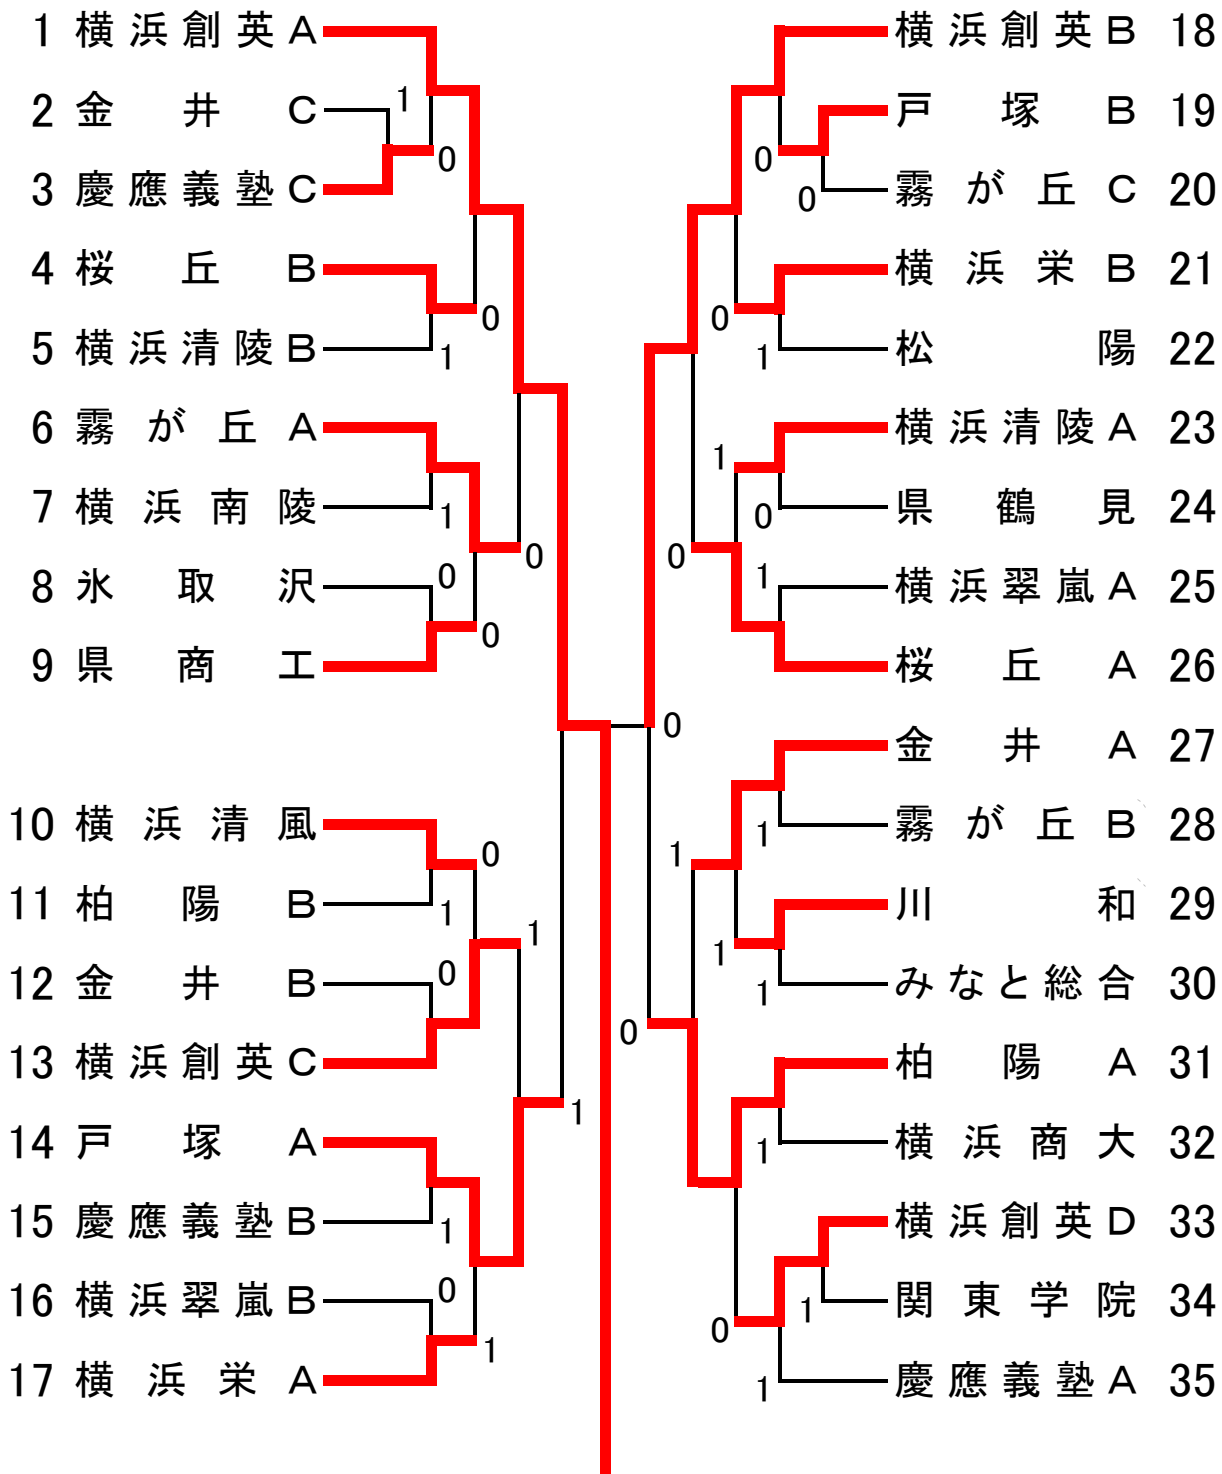 1 横浜創英A
2 金井C
3 慶應義塾C
4 桜丘B
5 横浜清陵B
6 霧が丘A
7 横浜南陵
8 氷取沢
9 県商工
10 横浜清風
11 柏陽B
12 金井B
13 横浜創英C
14 戸塚A
15 慶應義塾B
16 横浜翠嵐B
17 横浜栄A
1
0
0
1
1
0
0
0
0
1
0
1
1
0
1
1
0
0
0
0
1
1
0
0
1
1
1
1
1
0
1
1
0
1
横浜創英B 18
戸塚B 19
霧が丘C 20
横浜栄B 21
松陽 22
横浜清陵A 23
県鶴見 24
横浜翠嵐A 25
桜丘A 26
金井A 27
霧が丘B 28
川和 29
みなと総合 30
柏陽A 31
横浜商大 32
横浜創英D 33
関東学院 34
慶應義塾A 35